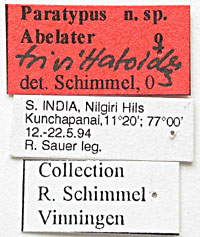 Paratypus n. sp.
Abelater ♀
trivittatoides
det. Schimmel, 03
S. INDIA, Nilgiri Hills
Kunchapanai,11°20'; 77°00'
12.-22.5.94
R. Sauer leg.
Collection
R. Schimmel
Vinningen